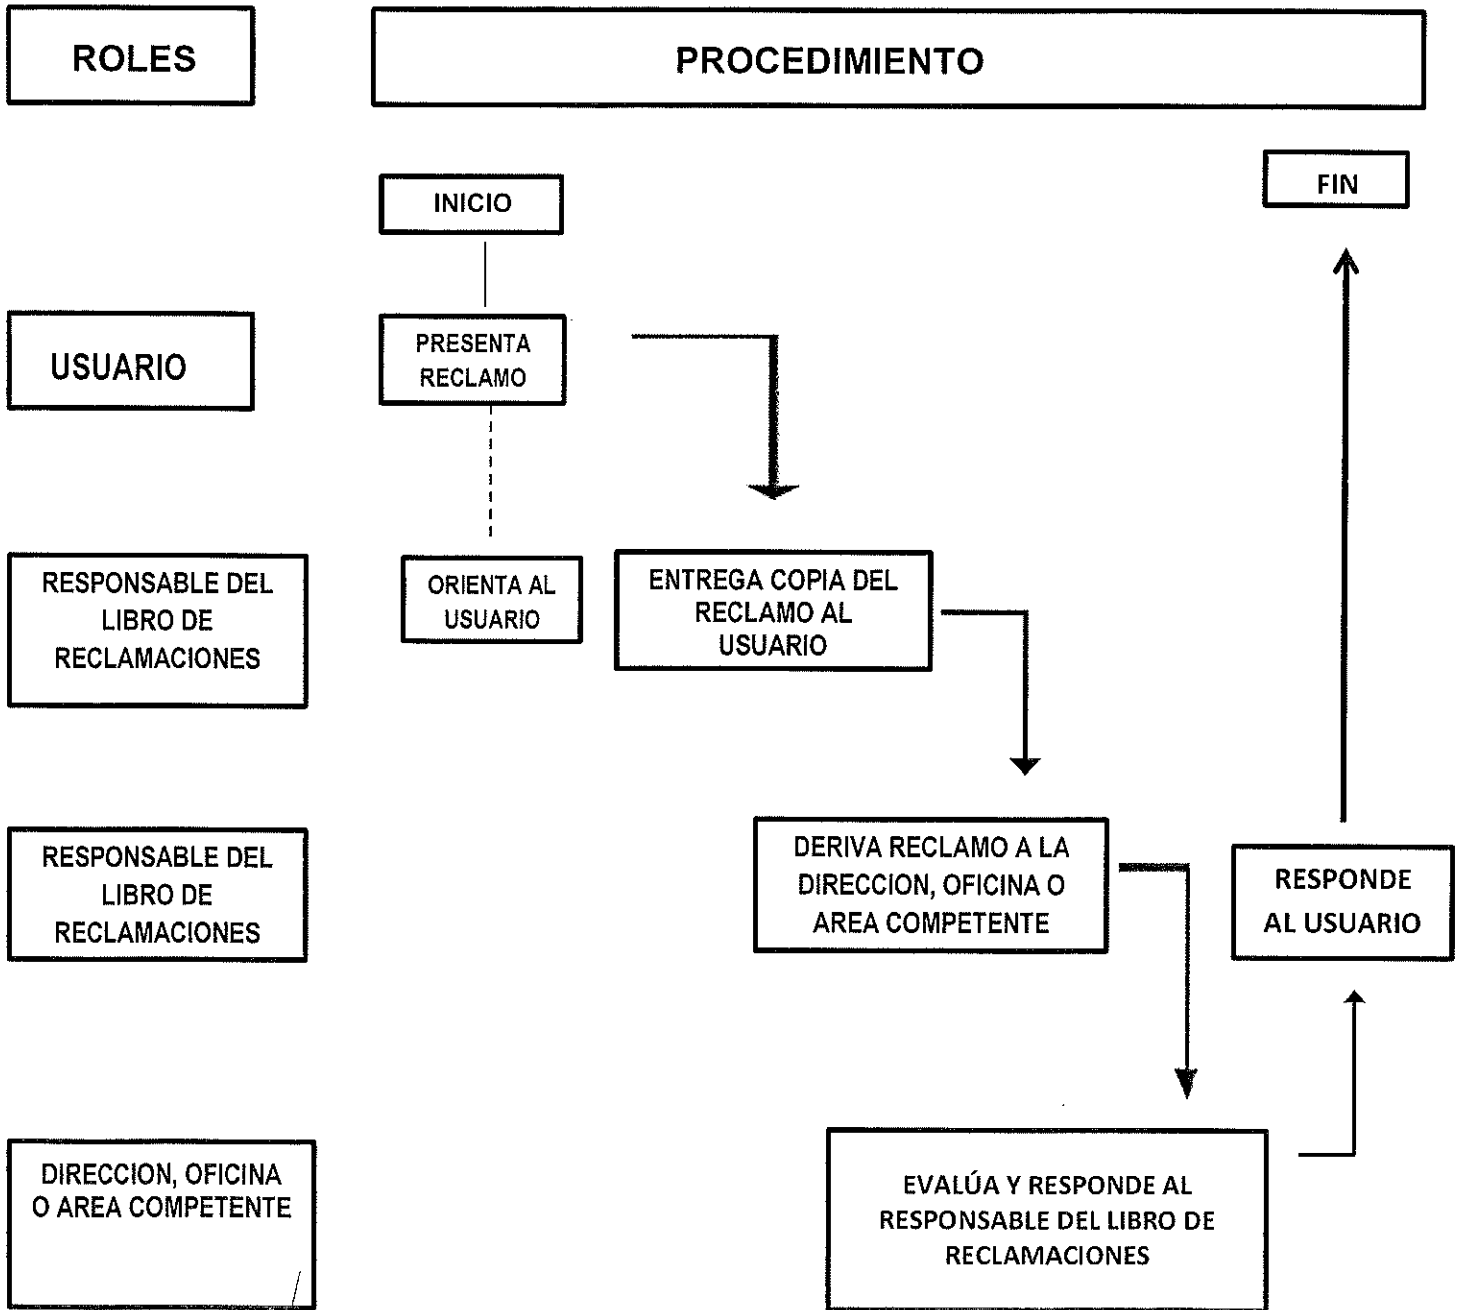 ROLES
PROCEDIMIENTO
INICIO
FIN
USUARIO
PRESENTA
RECLAMO
RESPONSABLE DEL
LIBRO DE
RECLAMACIONES
ORIENTA AL
USUARIO
ENTREGA COPIA DEL
RECLAMO AL
USUARIO
RESPONSABLE DEL
LIBRO DE
RECLAMACIONES
DERIVA RECLAMO A LA
DIRECCION, OFICINA O
AREA COMPETENTE
RESPONDE
AL USUARIO
DIRECCION, OFICINA
O AREA COMPETENTE
EVALÚA Y RESPONDE AL
RESPONSABLE DEL LIBRO DE
RECLAMACIONES